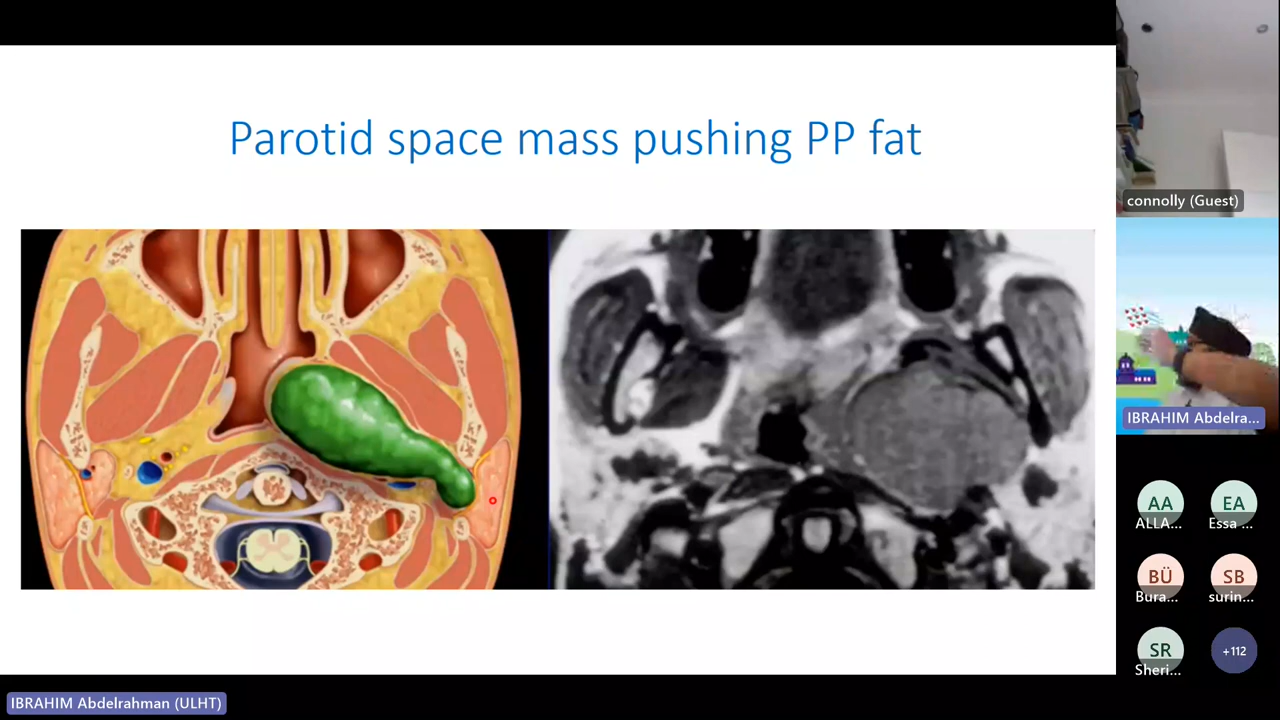 Parotid space mass pushing PP fat
connolly (Guest)
IBRAHIM Abdelra...
AA
EA
ALLA...
Essa ...
BÜ
SB
Bura...
surin...
SR
+112
Sheri...
IBRAHIM Abdelrahman (ULHT)